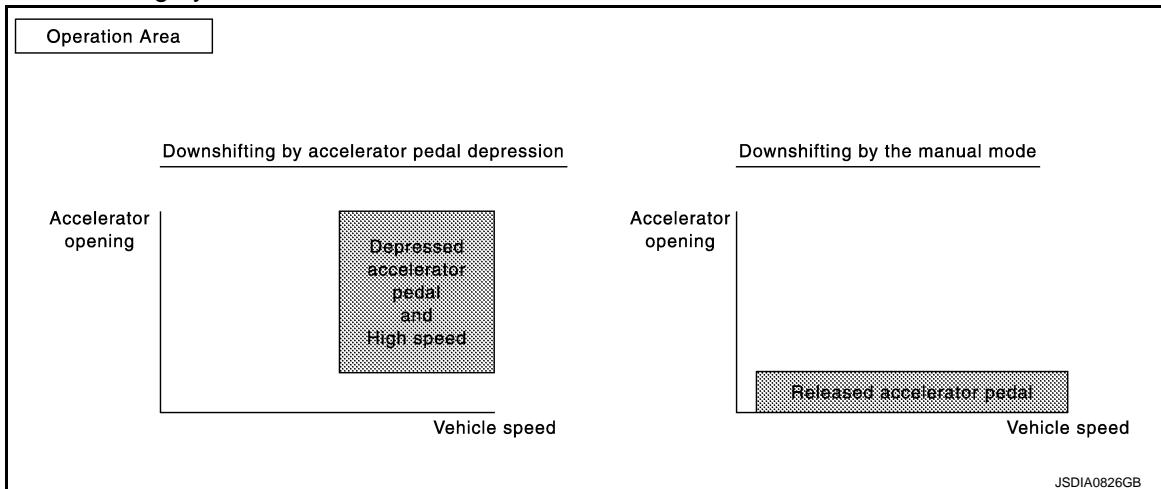 Operation Area
Downshifting by accelerator pedal depression
Accelerator
opening
Depressed
accelerator
pedal
and
High speed
Vehicle speed
Downshifting by the manual mode
Accelerator
opening
Released accelerator pedal
Vehicle speed
JSDIA0826GB